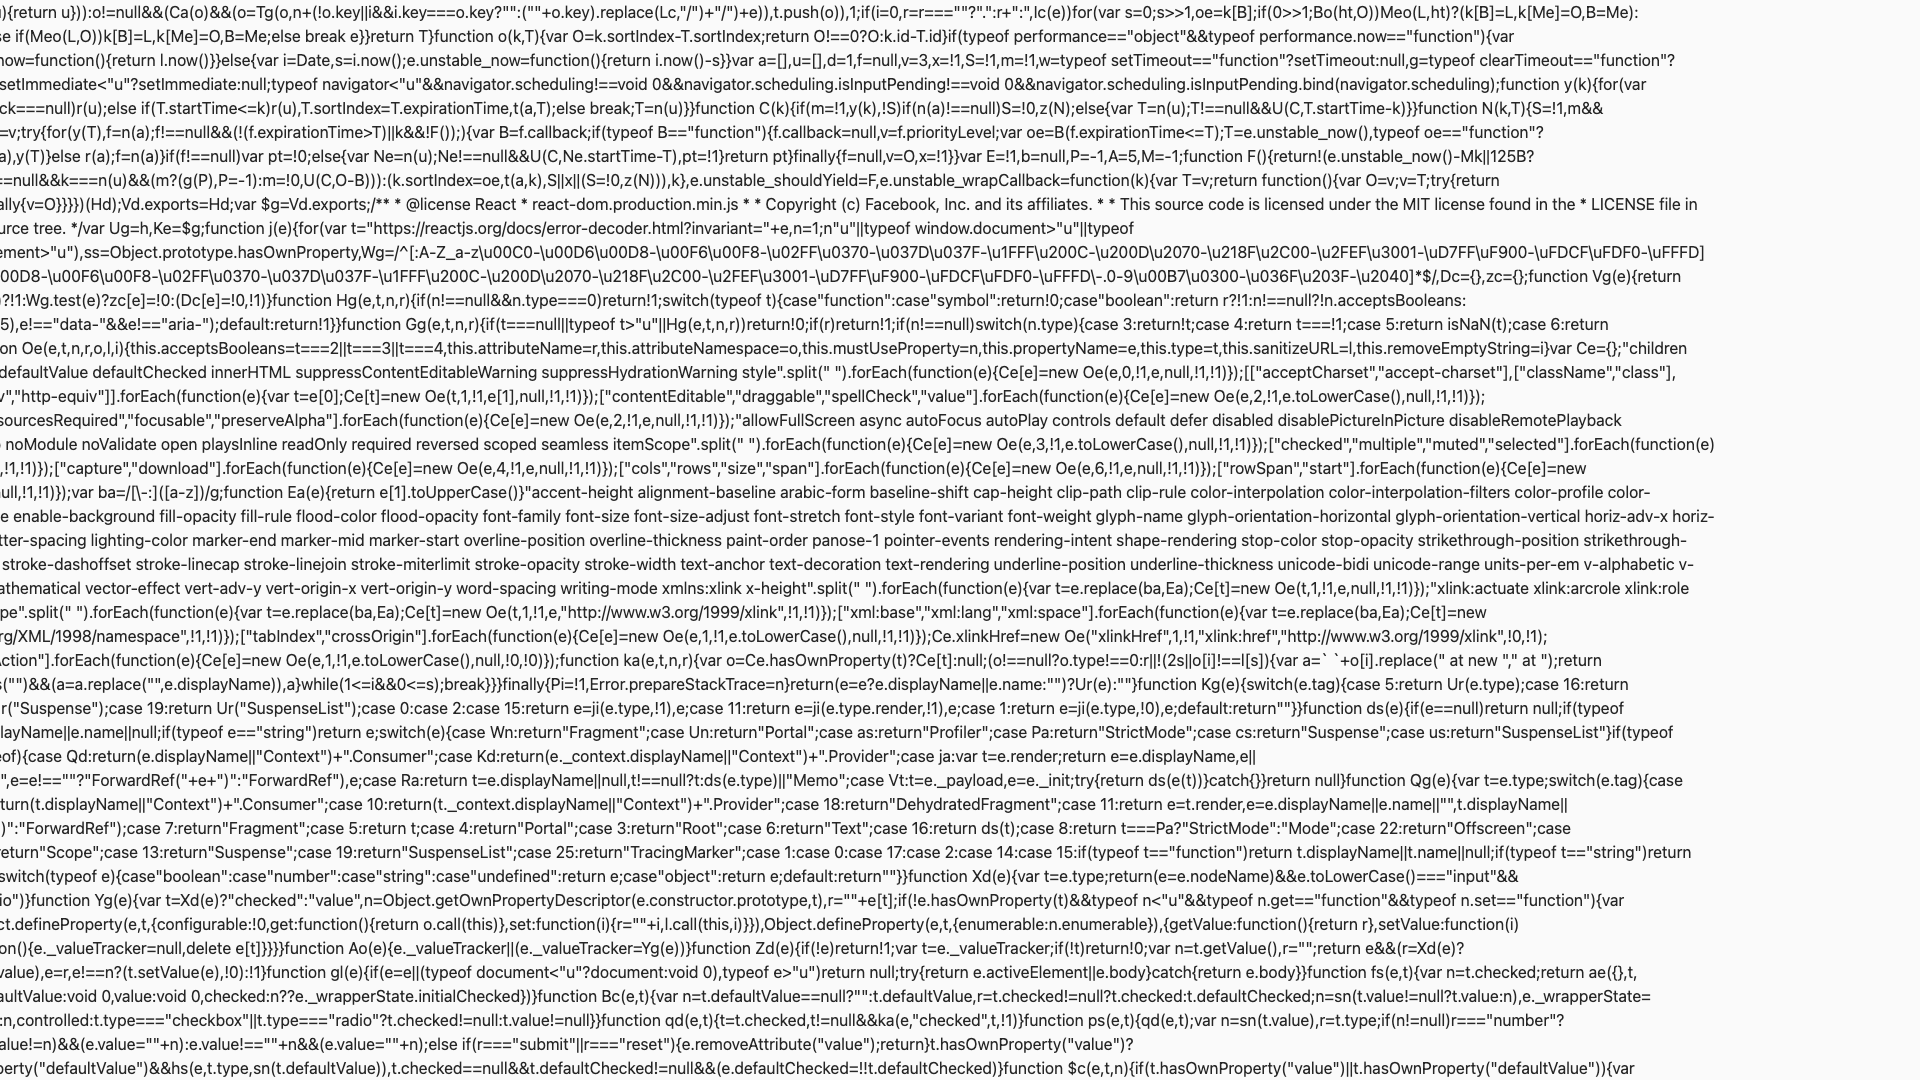 ){return u})):o!=null&&(Ca(o)&&(o=Tg(o,n+(!o.key||i&&i.key===o.key?"":(""+o.key).replace(Lc,"/")+"/")+e)),t.push(o)),1;if(i=0,r=r===""?".":r+":",lc(e))for(var s=0;s>>1,oe=k[B];if(0>>1;Bo(ht,O))Meo(L,ht)?(k[B]=L,k[Me]=O,B=Me):
se if(Meo(L,O))k[B]=L,k[Me]=O,B=Me;else break e}}return T}function o(k,T){var O=k.sortIndex-T.sortIndex;return O!==0?O:k.id-T.id}if(typeof performance=="object"&&typeof performance.now=="function"){var
now=function(){return l.now()}}else{var i=Date,s=i.now();e.unstable_now=function(){return i.now()-s}}var a=[],u=[],d=1,f=null,v=3,x=!1,S=!1,m=!1,w=typeof setTimeout=="function"?setTimeout:null,g=typeof clearTimeout=="function"?
setImmediate<"u"?setImmediate:null;typeof navigator<"u"&&navigator.scheduling!==void 0&&navigator.scheduling.isInputPending!==void 0&&navigator.scheduling.isInputPending.bind(navigator.scheduling);function y(k){for(var
ck===null)r(u);else if(T.startTime<=k)r(u),T.sortIndex=T.expirationTime,t(a,T);else break;T=n(u)}}function C(k){if(m=!1,y(k),!S)if(n(a)!==null)S=!0,z(N);else{var T=n(u);T!==null&&U(C,T.startTime-k)}}function N(k,T){S=!1,m&&
=v;try{for(y(T),f=n(a);f!==null&&(!(f.expirationTime>T)||k&&!F());){var B=f.callback;if(typeof B=="function"){f.callback=null,v=f.priorityLevel;var oe=B(f.expirationTime<=T);T=e.unstable_now(),typeof oe=="function"?
a),y(T)}else r(a);f=n(a)}if(f!==null)var pt=!0;else{var Ne=n(u);Ne!==null&&U(C,Ne.startTime-T),pt=!1}return pt}finally{f=null,v=O,x=!1}}var E=!1,b=null,P=-1,A=5,M=-1;function F(){return!(e.unstable_now()-Mk||125B?
==null&&k===n(u)&&(m?(g(P),P=-1):m=!0,U(C,O-B))):(k.sortIndex=oe,t(a,k),S||x||(S=!0,z(N))),k},e.unstable_shouldYield=F,e.unstable_wrapCallback=function(k){var T=v;return function(){var O=v;v=T;try{return
ally{v=O}}}})(Hd);Vd.exports=Hd;var $g=Vd.exports;/** * @license React * react-dom.production.min.js * * Copyright (c) Facebook, Inc. and its affiliates. * * This source code is licensed under the MIT license found in the * LICENSE file in
urce tree. */var Ug=h,Ke=$g;function j(e){for(var t="https://reactjs.org/docs/error-decoder.html?invariant="+e,n=1;n"u"||typeof window.document>"u"||typeof
ement>"u"),ss=Object.prototype.hasOwnProperty,Wg=/^[:A-Z_a-z\u00C0-\u00D6\u00D8-\u00F6\u00F8-\u02FF\u0370-\u037D\u037F-\u1FFF\u200C-\u200D\u2070-\u218F\u2C00-\u2FEF\u3001-\uD7FF\uF900-\uFDCF\uFDF0-\uFFFD]
00D8-\u00F6\u00F8-\u02FF\u0370-\u037D\u037F-\u1FFF\u200C-\u200D\u2070-\u218F\u2C00-\u2FEF\u3001-\uD7FF\uF900-\uFDCF\uFDF0-\uFFFD\-.0-9\u00B7\u0300-\u036F\u203F-\u2040]*$/,Dc={},zc={};function Vg(e){return
)?!1:Wg.test(e)?zc[e]=!0:(Dc[e]=!0,!1)}function Hg(e,t,n,r){if(n!==null&&n.type===0)return!1;switch(typeof t){case"function":case"symbol":return!0;case"boolean":return r?!1:n!==null?!n.acceptsBooleans:
5),e!=="data-"&&e!=="aria-");default:return!1}}function Gg(e,t,n,r){if(t===null||typeof t>"u"||Hg(e,t,n,r))return!0;if(r)return!1;if(n!==null)switch(n.type){case 3:return!t;case 4:return t===!1;case 5:return isNaN(t);case 6:return
on Oe(e,t,n,r,o,l,i){this.acceptsBooleans=t===2||t===3||t===4,this.attributeName=r,this.attributeNamespace=o,this.mustUseProperty=n,this.propertyName=e,this.type=t,this.sanitizeURL=l,this.removeEmptyString=i}var Ce={};"children
defaultValue defaultChecked innerHTML suppressContentEditableWarning suppressHydrationWarning style".split(" ").forEach(function(e){Ce[e]=new Oe(e,0,!1,e,null,!1,!1)});[["acceptCharset","accept-charset"],["className","class"],
v","http-equiv"]].forEach(function(e){var t=e[0];Ce[t]=new Oe(t,1,!1,e[1],null,!1,!1)});["contentEditable","draggable","spellCheck","value"].forEach(function(e){Ce[e]=new Oe(e,2,!1,e.toLowerCase(),null,!1,!1)});
sourcesRequired","focusable","preserveAlpha"].forEach(function(e){Ce[e]=new Oe(e,2,!1,e,null,!1,!1)});"allowFullScreen async autoFocus autoPlay controls default defer disabled disablePictureInPicture disableRemotePlayback
noModule noValidate open playsInline readOnly required reversed scoped seamless itemScope".split(" ").forEach(function(e){Ce[e]=new Oe(e,3,!1,e.toLowerCase(),null,!1,!1)});["checked","multiple","muted","selected"].forEach(function(e)
,!1,!1)});["capture","download"].forEach(function(e){Ce[e]=new Oe(e,4,!1,e,null,!1,!1)});["cols","rows","size","span"].forEach(function(e){Ce[e]=new Oe(e,6,!1,e,null,!1,!1)});["rowSpan","start"].forEach(function(e){Ce[e]=new
ull,!1,!1)});var ba=/[\-:]([a-z])/g;function Ea(e){return e[1].toUpperCase()}"accent-height alignment-baseline arabic-form baseline-shift cap-height clip-path clip-rule color-interpolation color-interpolation-filters color-profile color-
e enable-background fill-opacity fill-rule flood-color flood-opacity font-family font-size font-size-adjust font-stretch font-style font-variant font-weight glyph-name glyph-orientation-horizontal glyph-orientation-vertical horiz-adv-x horiz-
tter-spacing lighting-color marker-end marker-mid marker-start overline-position overline-thickness paint-order panose-1 pointer-events rendering-intent shape-rendering stop-color stop-opacity strikethrough-position strikethrough-
stroke-dashoffset stroke-linecap stroke-linejoin stroke-miterlimit stroke-opacity stroke-width text-anchor text-decoration text-rendering underline-position underline-thickness unicode-bidi unicode-range units-per-em v-alphabetic v-
athematical vector-effect vert-adv-y vert-origin-x vert-origin-y word-spacing writing-mode xmlns:xlink x-height".split(" ").forEach(function(e){var t=e.replace(ba,Ea);Ce[t]=new Oe(t,1,!1,e,null,!1,!1)});"xlink:actuate xlink:arcrole xlink:role
pe".split(" ").forEach(function(e){var t=e.replace(ba,Ea);Ce[t]=new Oe(t,1,!1,e,"http://www.w3.org/1999/xlink",!1,!1)});["xml:base","xml:lang","xml:space"].forEach(function(e){var t=e.replace(ba,Ea);Ce[t]=new
rg/XML/1998/namespace",!1,!1)});["tabIndex","crossOrigin"].forEach(function(e){Ce[e]=new Oe(e,1,!1,e.toLowerCase(),null,!1,!1)});Ce.xlinkHref=new Oe("xlinkHref",1,!1,"xlink:href","http://www.w3.org/1999/xlink",!0,!1);
Action"].forEach(function(e){Ce[e]=new Oe(e,1,!1,e.toLowerCase(),null,!0,!0)});function ka(e,t,n,r){var o=Ce.hasOwnProperty(t)?Ce[t]:null;(o!==null?o.type!==0:r||!(2s||o[i]!==l[s]){var a=` `+o[i].replace(" at new "," at ");return
s("")&&(a=a.replace("",e.displayName)),a}while(1<=i&&0<=s);break}}}finally{Pi=!1,Error.prepareStackTrace=n}return(e=e?e.displayName||e.name:"")?Ur(e):""}function Kg(e){switch(e.tag){case 5:return Ur(e.type);case 16:return
r("Suspense");case 19:return Ur("SuspenseList");case 0:case 2:case 15:return e=ji(e.type,!1),e;case 11:return e=ji(e.type.render,!1),e;case 1:return e=ji(e.type,!0),e;default:return""}}function ds(e){if(e==null)return null;if(typeof
layName||e.name||null;if(typeof e=="string")return e;switch(e){case Wn:return"Fragment";case Un:return"Portal";case as:return"Profiler";case Pa:return"StrictMode";case cs:return"Suspense";case us:return"SuspenseList"}if(typeof
eof){case Qd:return(e.displayName||"Context")+".Consumer";case Kd:return(e._context.displayName||"Context")+".Provider";case ja:var t=e.render;return e=e.displayName,e||
",e=e!==""?"ForwardRef("+e+")":"ForwardRef"),e;case Ra:return t=e.displayName||null,t!==null?t:ds(e.type)||"Memo";case Vt:t=e._payload,e=e._init;try{return ds(e(t))}catch{}}return null}function Qg(e){var t=e.type;switch(e.tag){case
turn(t.displayName||"Context")+".Consumer";case 10:return(t._context.displayName||"Context")+".Provider";case 18:return"DehydratedFragment";case 11:return e=t.render,e=e.displayName||e.name||"",t.displayName||
)":"ForwardRef");case 7:return"Fragment";case 5:return t;case 4:return"Portal";case 3:return"Root";case 6:return"Text";case 16:return ds(t);case 8:return t===Pa?"StrictMode":"Mode";case 22:return"Offscreen";case
eturn"Scope";case 13:return"Suspense";case 19:return"SuspenseList";case 25:return"TracingMarker";case 1:case 0:case 17:case 2:case 14:case 15:if(typeof t=="function")return t.displayName||t.name||null;if(typeof t=="string")return
switch(typeof e){case"boolean":case"number":case"string":case"undefined":return e;case"object":return e;default:return""}}function Xd(e){var t=e.type;return(e=e.nodeName)&&e.toLowerCase()==="input"&&
io")}function Yg(e){var t=Xd(e)?"checked":"value",n=Object.getOwnPropertyDescriptor(e.constructor.prototype,t),r=""+e[t];if(!e.hasOwnProperty(t)&&typeof n<"u"&&typeof n.get=="function"&&typeof n.set=="function"){var
ct.defineProperty(e,t,{configurable:!0,get:function(){return o.call(this)},set:function(i){r=""+i,l.call(this,i)}}),Object.defineProperty(e,t,{enumerable:n.enumerable}),{getValue:function(){return r},setValue:function(i)
on(){e._valueTracker=null,delete e[t]}}}}function Ao(e){e._valueTracker||(e._valueTracker=Yg(e))}function Zd(e){if(!e)return!1;var t=e._valueTracker;if(!t)return!0;var n=t.getValue(),r="";return e&&(r=Xd(e)?
value),e=r,e!==n?(t.setValue(e),!0):!1}function gl(e){if(e=e||(typeof document<"u"?document:void 0),typeof e>"u")return null;try{return e.activeElement||e.body}catch{return e.body}}function fs(e,t){var n=t.checked;return ae({},t,
aultValue:void 0,value:void 0,checked:n??e._wrapperState.initialChecked})}function Bc(e,t){var n=t.defaultValue==null?"":t.defaultValue,r=t.checked!=null?t.checked:t.defaultChecked;n=sn(t.value!=null?t.value:n),e._wrapperState=
:n,controlled:t.type==="checkbox"||t.type==="radio"?t.checked!=null:t.value!=null}}function qd(e,t){t=t.checked,t!=null&&ka(e,"checked",t,!1)}function ps(e,t){qd(e,t);var n=sn(t.value),r=t.type;if(n!=null)r==="number"?
alue!=n)&&(e.value=""+n):e.value!==""+n&&(e.value=""+n);else if(r==="submit"||r==="reset"){e.removeAttribute("value");return}t.hasOwnProperty("value")?
perty("defaultValue")&&hs(e,t.type,sn(t.defaultValue)),t.checked==null&&t.defaultChecked!=null&&(e.defaultChecked=!!t.defaultChecked)}function $c(e,t,n){if(t.hasOwnProperty("value")||t.hasOwnProperty("defaultValue")){var